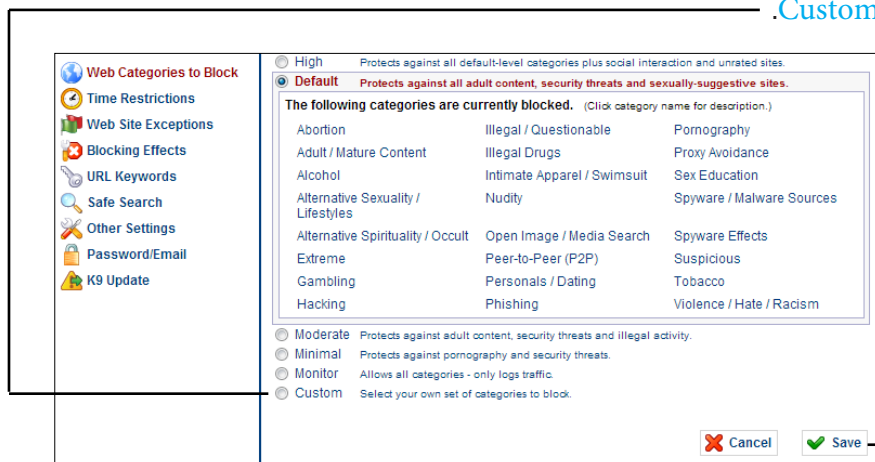 .Custom
Web Categories to Block
Time Restrictions
Web Site Exceptions
Blocking Effects
URL Keywords
Safe Search
Other Settings
Password/Email
K9 Update
High Protects against all default-level categories plus social interaction and unrated sites.
Default Protects against all adult content, security threats and sexually-suggestive sites.
The following categories are currently blocked. (Click category name for description.)
Abortion Illegal / Questionable Pornography
Adult / Mature Content Illegal Drugs Proxy Avoidance
Alcohol Intimate Apparel / Swimsuit Sex Education
Alternative Sexuality / Nudity Spyware / Malware Sources
Lifestyles
Alternative Spirituality / Occult Open Image / Media Search Spyware Effects
Extreme Peer-to-Peer (P2P) Suspicious
Gambling Personals / Dating Tobacco
Hacking Phishing Violence / Hate / Racism
Moderate Protects against adult content, security threats and illegal activity.
Minimal Protects against pornography and security threats.
Monitor Allows all categories - only logs traffic.
Custom Select your own set of categories to block.
Cancel Save